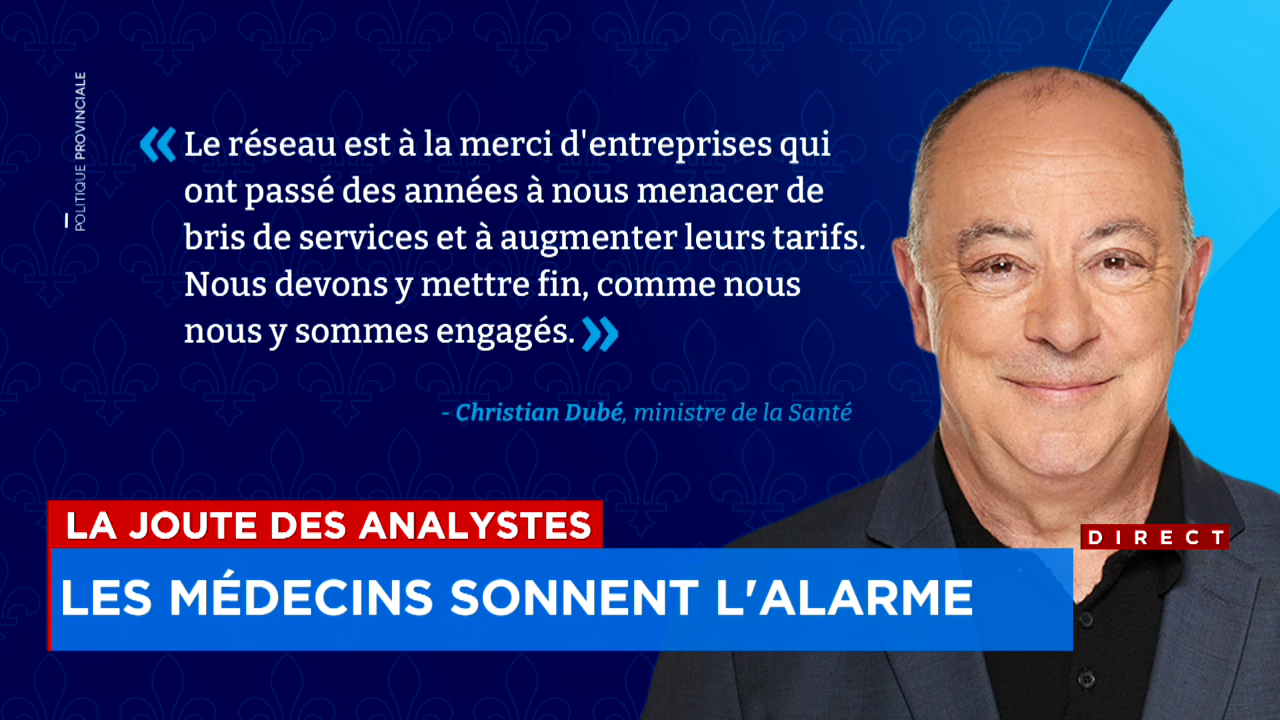 POLITIQUE PROVINCIALE
« Le réseau est à la merci d'entreprises qui
ont passé des années à nous menacer de
bris de services et à augmenter leurs tarifs.
Nous devons y mettre fin, comme nous
nous y sommes engagés. »
- Christian Dubé, ministre de la Santé
LA JOUTE DES ANALYSTES
DIRECT
LES MÉDECINS SONNENT L'ALARME